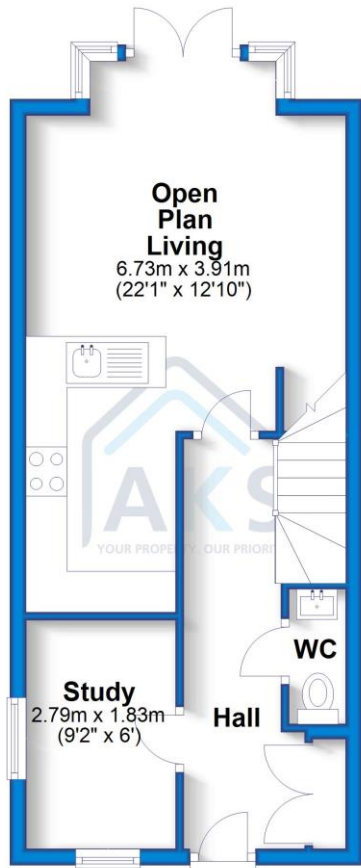 Open
Plan
Living
6.73m x 3.91m
(22'1" x 12'10")
AKS
YOUR PROPERTY, OUR PRIORIT
WC
Study
2.79m x 1.83m
(9'2" x 6')
Hall